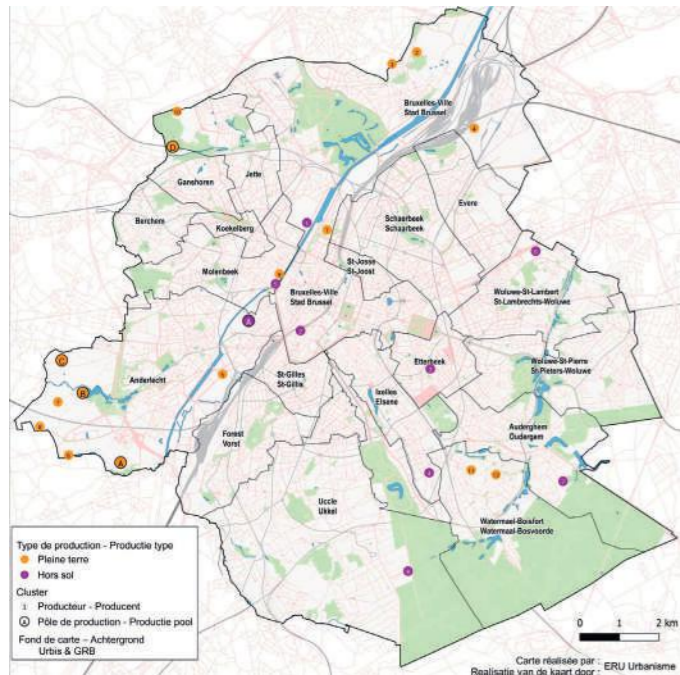 Bruxelles-Ville
Stad Brussel
Ganshoren
Jette
Evere
Schaerbeek
Schaarbeek
Berchem
Koekelberg
St-Josse
St-Joost
Molenbeek
Woluwe-St-Lambert
St-Lambrechts-Woluwe
Bruxelles-Ville
Stad Brussel
Etterbeek
Woluwe-St-Pierre
St-Pieters-Woluwe
Anderlecht
St-Gilles
St-Gillis
Ixelles
Elsene
Forest
Vorst
Auderghem
Oudergem
Uccle
Ukkel
Watermael-Boisfort
Watermaal-Bosvoorde
D
C
B
A
Type de production - Productie type
Pleine terre
Hors sol
Cluster
1 Producteur - Producent
A Pôle de production - Productie pool
Fond de carte – Achtergrond
Urbis & GRB
0 1 2 km
Carte réalisée par :
Realisatie van de kaart door :
ERU Urbanisme